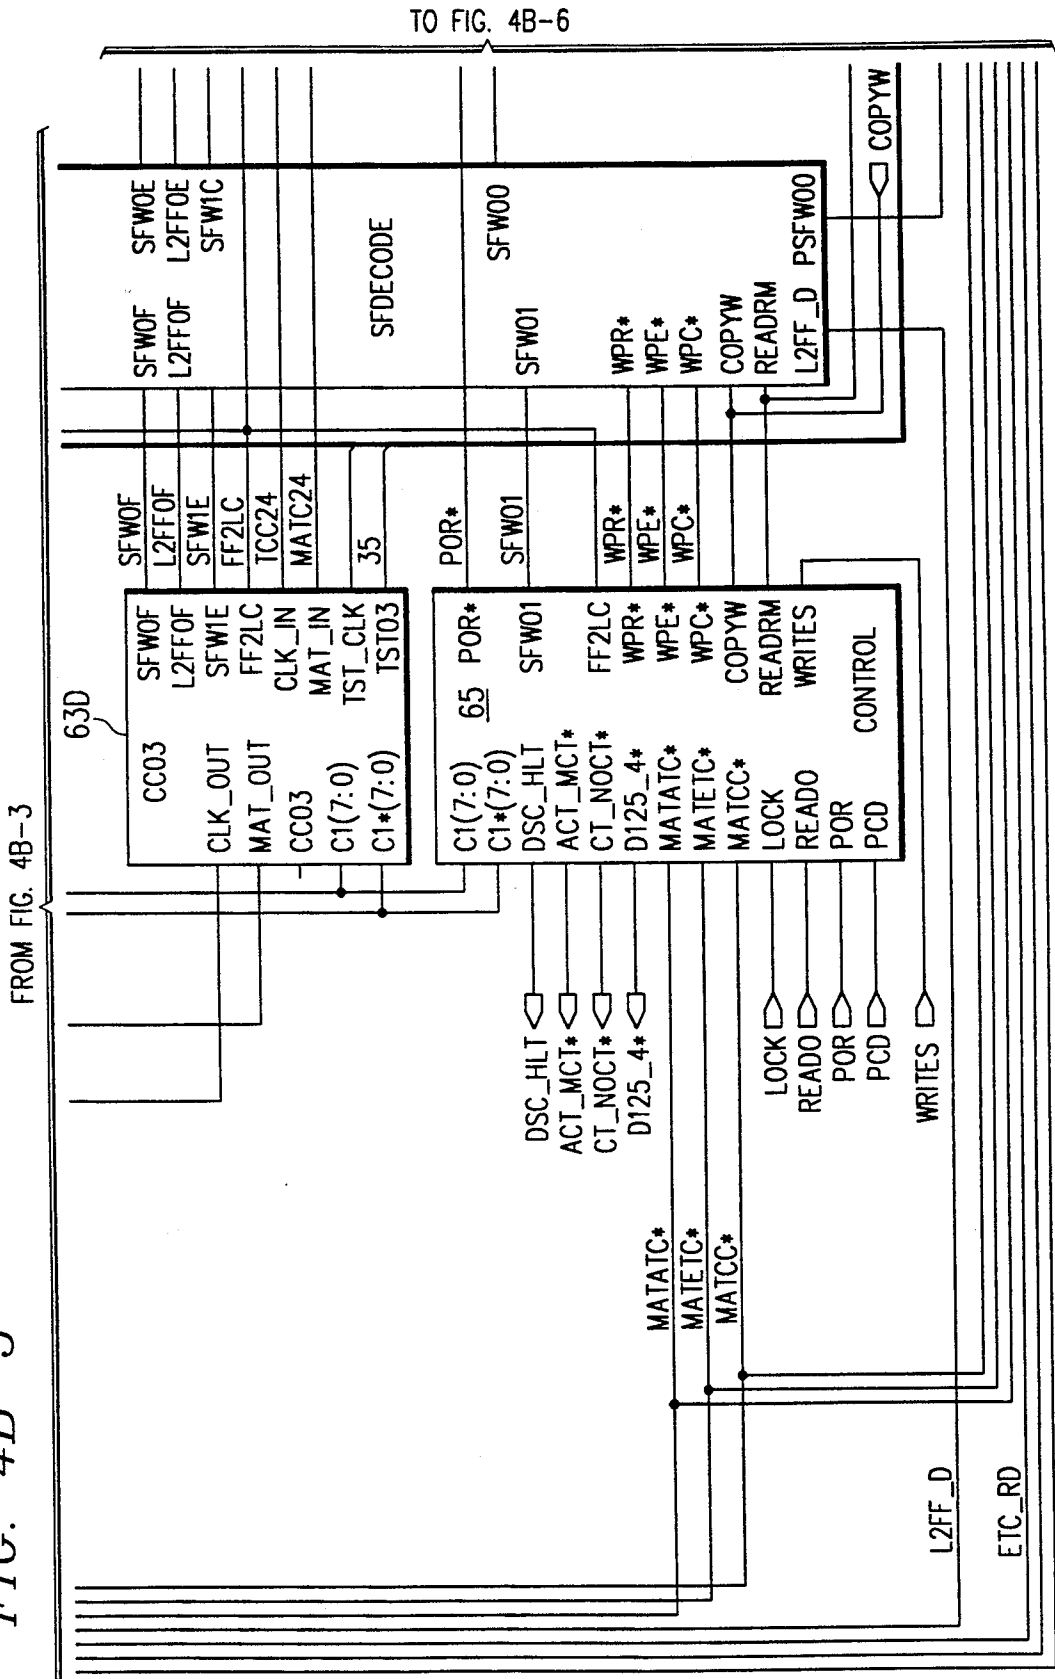 TO FIG. 4B-6
FROM FIG. 4B-3
63D
CC03
CLK_OUT
MAT_OUT
CC03
C1(7:0)
C1*(7:0)
SFW0F
L2FF0F
SFW1E
FF2LC
CLK_IN
MAT_IN
TST_CLK
TST03
SFW0F
L2FF0F
SFW1E
FF2LC
TCC24
MATC24
35
SFW0F
L2FF0F
SFW0E
L2FF0E
SFW1C
SFDECODE
SFW01
SFW00
WPR*
WPE*
WPC*
COPYW
READRM
L2FF_D
PSFW00
COPYW
65
C1(7:0)
C1*(7:0)
DSC_HLT
ACT_MCT*
CT_NOCT*
D125_4*
MATATC*
MATETC*
MATCC*
LOCK
READO
POR
PCD
POR*
SFW01
FF2LC
WPR*
WPE*
WPC*
COPYW
READRM
WRITES
CONTROL
POR*
SFW01
WPR*
WPE*
WPC*
DSC_HLT
ACT_MCT*
CT_NOCT*
D125_4*
LOCK
READO
POR
PCD
WRITES
MATATC*
MATETC*
MATCC*
L2FF_D
ETC_RD